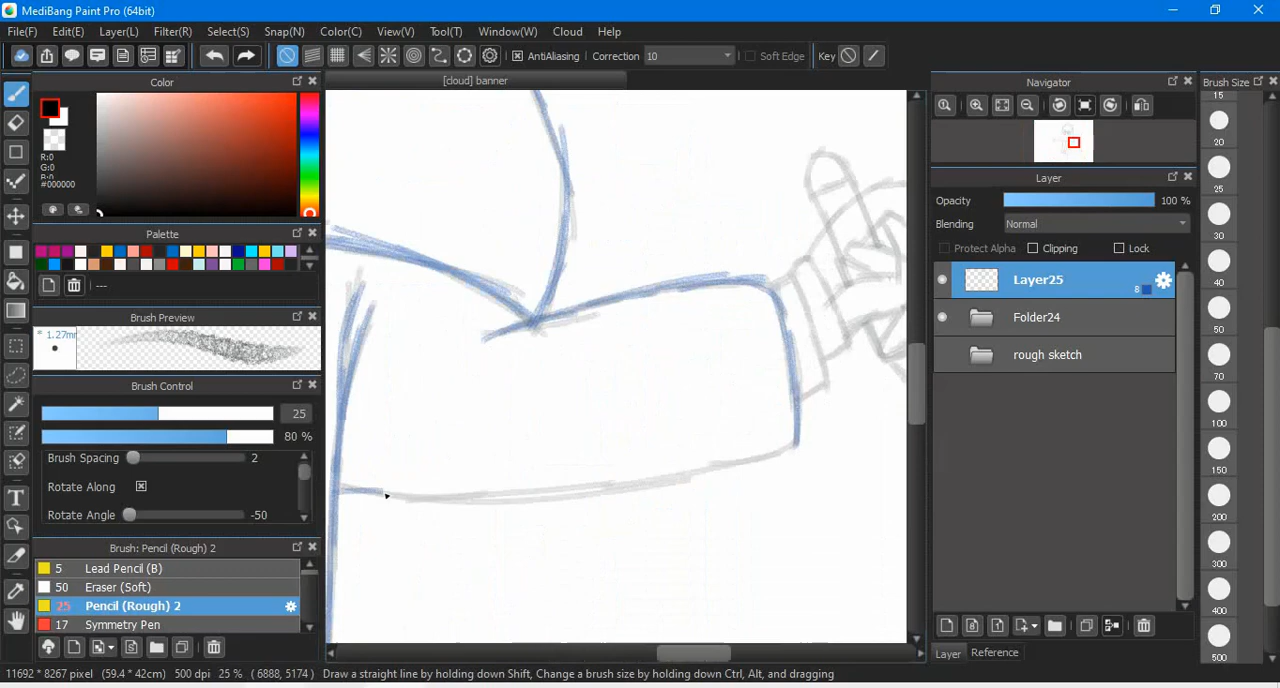 MediBang Paint Pro (64bit)
File(F) Edit(E) Layer(L) Filter(R) Select(S) Snap(N) Color(C) View(V) Tool(T) Window(W) Cloud Help
AntiAliasing Correction 10 Soft Edge Key
Color
[cloud] banner
Navigator
Brush Size
R:0
G:0
B:0
#000000
Palette
---
Brush Preview
* 1.27m
Brush Control
25
80 %
Brush Spacing 2
Rotate Along
Rotate Angle -50
Brush: Pencil (Rough) 2
5 Lead Pencil (B)
50 Eraser (Soft)
25 Pencil (Rough) 2
17 Symmetry Pen
Layer
Opacity 100 %
Blending Normal
Protect Alpha Clipping Lock
Layer25
8
Folder24
rough sketch
Layer Reference
15
20
25
30
40
50
70
100
150
200
300
400
500
11692 * 8267 pixel (59.4 * 42cm) 500 dpi 25 % ( 6888, 5174 ) Draw a straight line by holding down Shift, Change a brush size by holding down Ctrl, Alt, and dragging